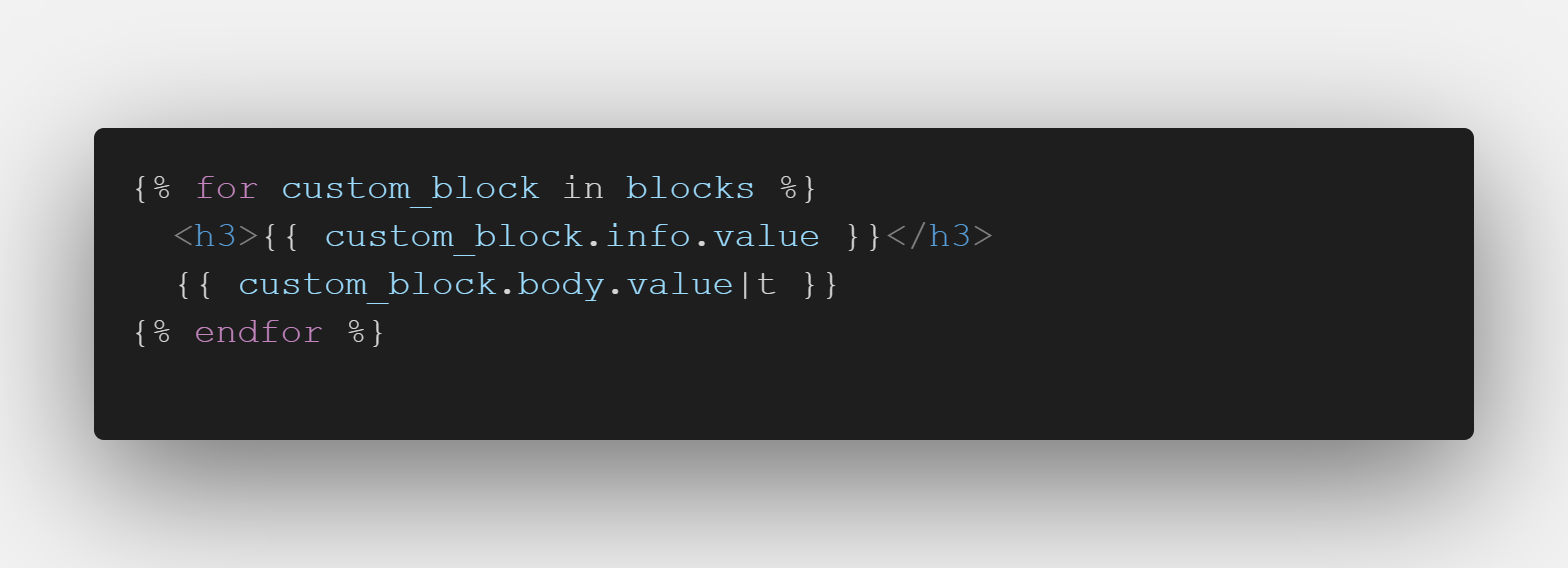 {% for custom_block in blocks %}
  <h3>{{ custom_block.info.value }}</h3>
  {{ custom_block.body.value|t }}
{% endfor %}